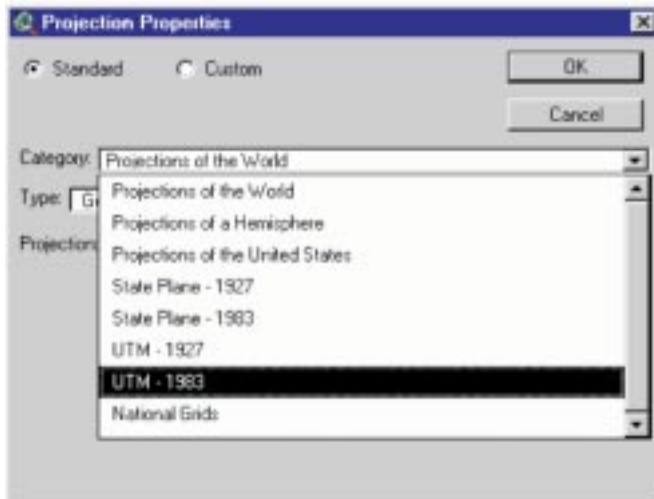 Projection Properties
Standard Custom OK
Cancel
Category: Projections of the World
Type:
Projections of the World
Projections of a Hemisphere
Projection
Projections of the United States
State Plane - 1927
State Plane - 1983
UTM - 1927
UTM - 1983
National Grids